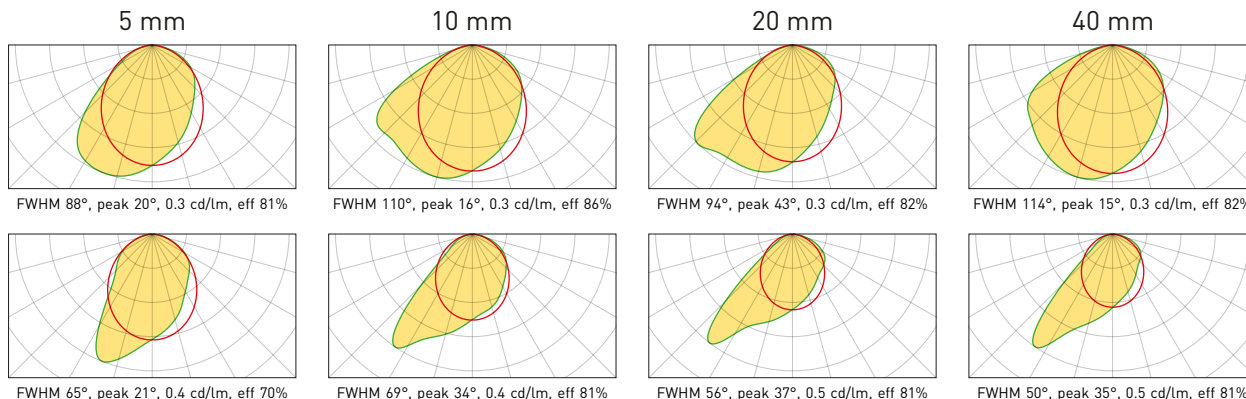 5 mm 10 mm 20 mm 40 mm
FWHM 88°, peak 20°, 0.3 cd/lm, eff 81% FWHM 110°, peak 16°, 0.3 cd/lm, eff 86% FWHM 94°, peak 43°, 0.3 cd/lm, eff 82% FWHM 114°, peak 15°, 0.3 cd/lm, eff 82%
FWHM 65°, peak 21°, 0.4 cd/lm, eff 70% FWHM 69°, peak 34°, 0.4 cd/lm, eff 81% FWHM 56°, peak 37°, 0.5 cd/lm, eff 81% FWHM 50°, peak 35°, 0.5 cd/lm, eff 81%